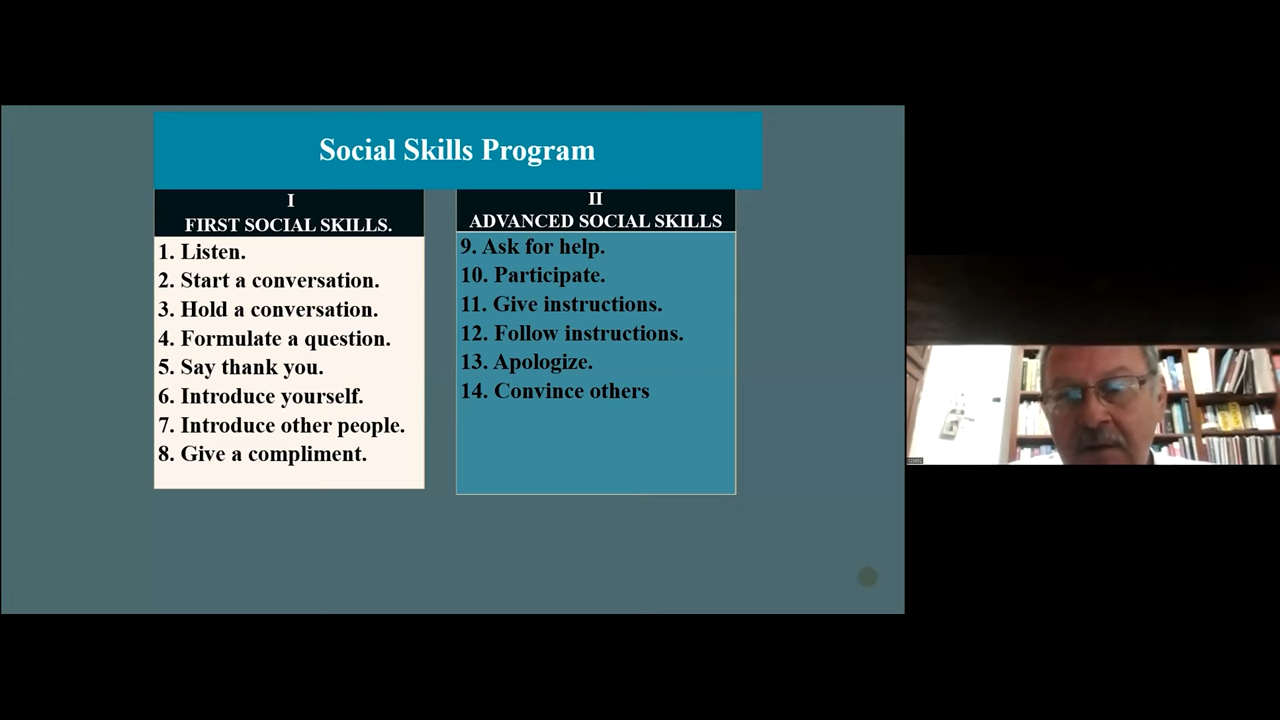 Social Skills Program
I
FIRST SOCIAL SKILLS.
1. Listen.
2. Start a conversation.
3. Hold a conversation.
4. Formulate a question.
5. Say thank you.
6. Introduce yourself.
7. Introduce other people.
8. Give a compliment.
II
ADVANCED SOCIAL SKILLS
9. Ask for help.
10. Participate.
11. Give instructions.
12. Follow instructions.
13. Apologize.
14. Convince others